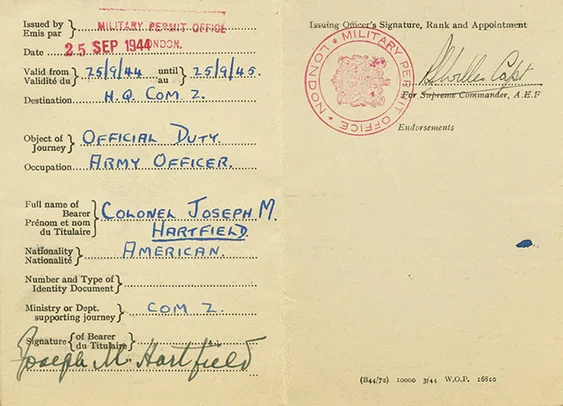 Issued by
Emis par
MILITARY PERMIT OFFICE
LONDON.
Date 25 SEP 1944
Valid from 25/9/44 until 25/9/45.
Validité du au
Destination H.Q. COM Z.
Object of
Journey
OFFICIAL DUTY.
Occupation ARMY OFFICER.
Full name of
Bearer
Prénom et nom
du Titulaire
COLONEL JOSEPH M.
HARTFIELD.
Nationality
Nationalité
AMERICAN.
Number and Type of
Identity Document
Ministry or Dept.
supporting journey
COM Z.
Signature of Bearer
du Titulaire
Joseph M. Hartfield
Issuing Officer's Signature, Rank and Appointment
MILITARY PERMIT OFFICE
LONDON
Capt
For Supreme Commander, A.E.F
Endorsements
(B44/72) 10000 3/44 W.O.P. 16810